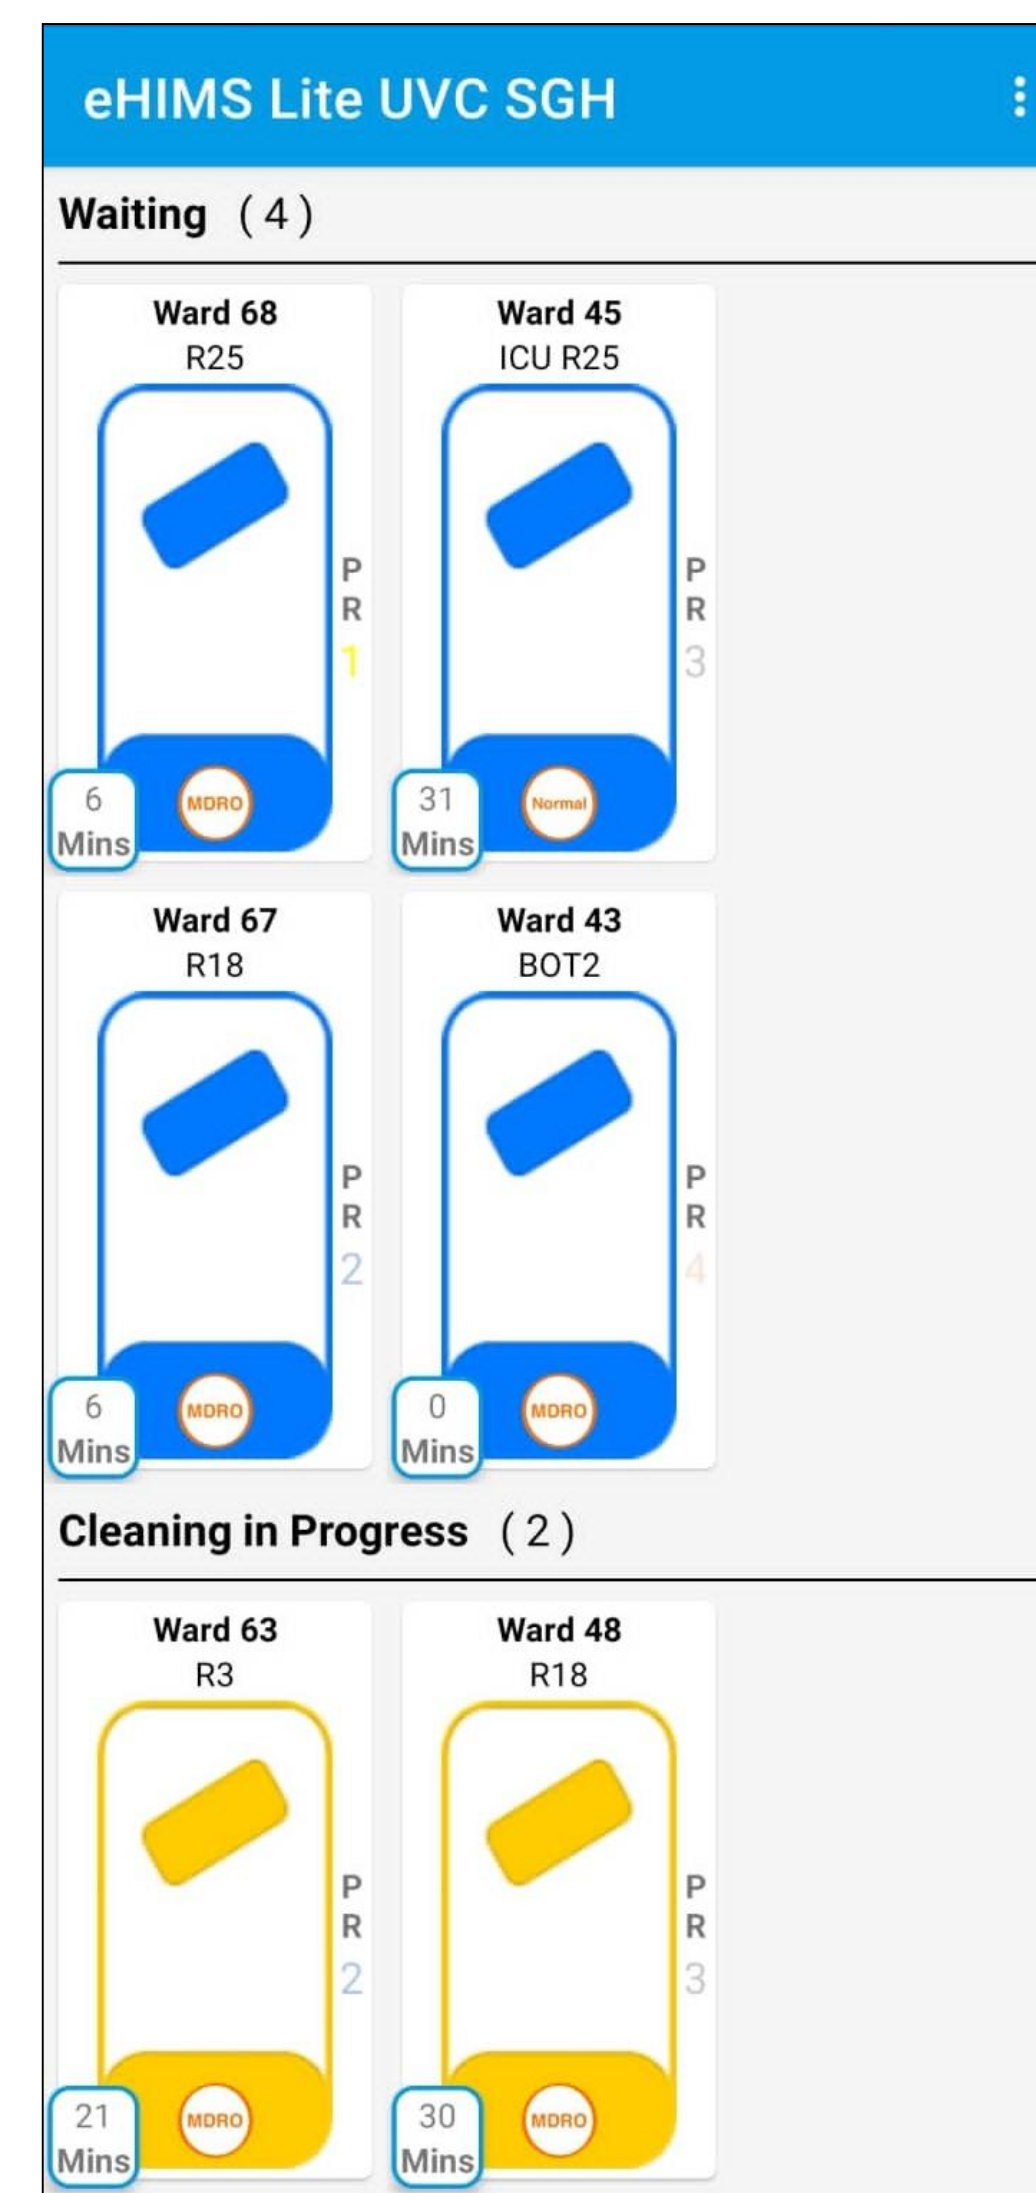 eHIMS Lite UVC SGH
Waiting ( 4 )
Ward 68
R25
P
R
1
6
Mins
MDRO
Ward 45
ICU R25
P
R
3
31
Mins
Normal
Ward 67
R18
P
R
2
6
Mins
MDRO
Ward 43
BOT2
P
R
4
0
Mins
MDRO
Cleaning in Progress ( 2 )
Ward 63
R3
P
R
2
21
Mins
MDRO
Ward 48
R18
P
R
3
30
Mins
MDRO